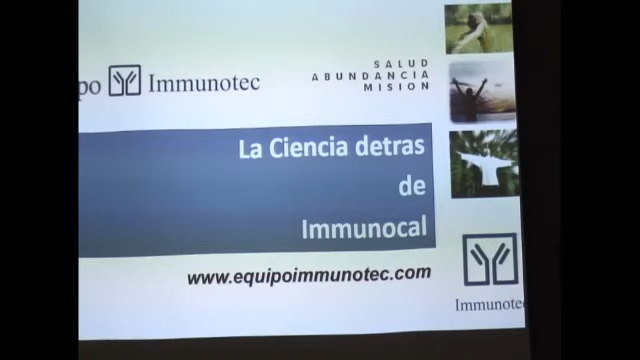 po Immunotec
SALUD
ABUNDANCIA
MISION
La Ciencia detras
de
Immunocal
www.equipoimmunotec.com
Immunotec